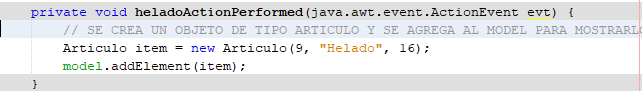 private void heladoActionPerformed(java.awt.event.ActionEvent evt) {
// SE CREA UN OBJETO DE TIPO ARTICULO Y SE AGREGA AL MODEL PARA MOSTRARLO
Articulo item = new Articulo(9, "Helado", 16);
model.addElement(item);
}